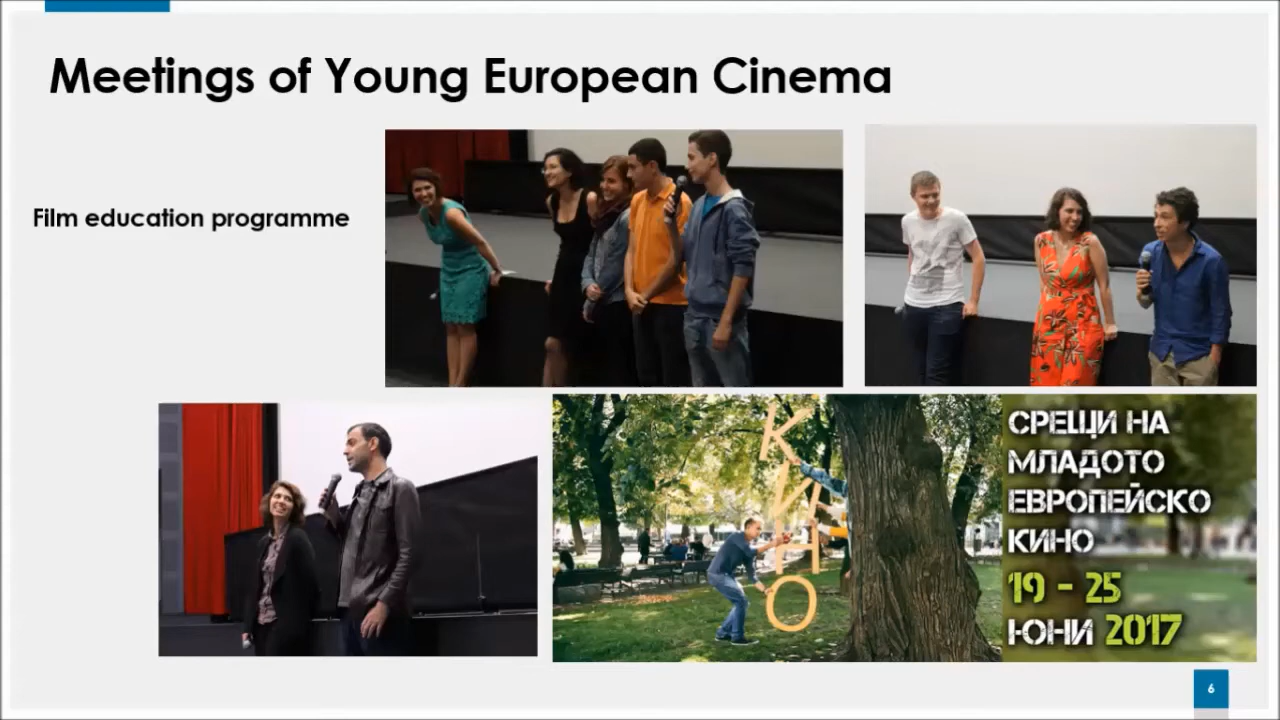 Meetings of Young European Cinema
Film education programme
КИНО
СРЕЩИ НА
МЛАДОТО
ЕВРОПЕЙСКО
КИНО
19 - 25
ЮНИ 2017
6